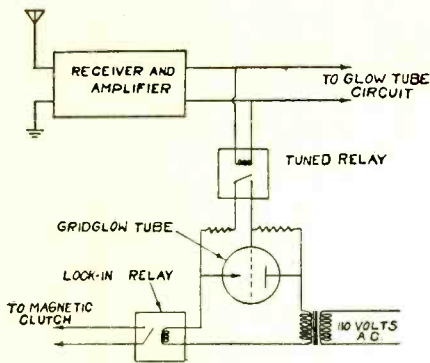 RECEIVER AND
AMPLIFIER
TO GLOW TUBE
CIRCUIT
TUNED RELAY
GRIDGLOW TUBE
LOCK-IN RELAY
TO MAGNETIC
CLUTCH
110 VOLTS
A.C.